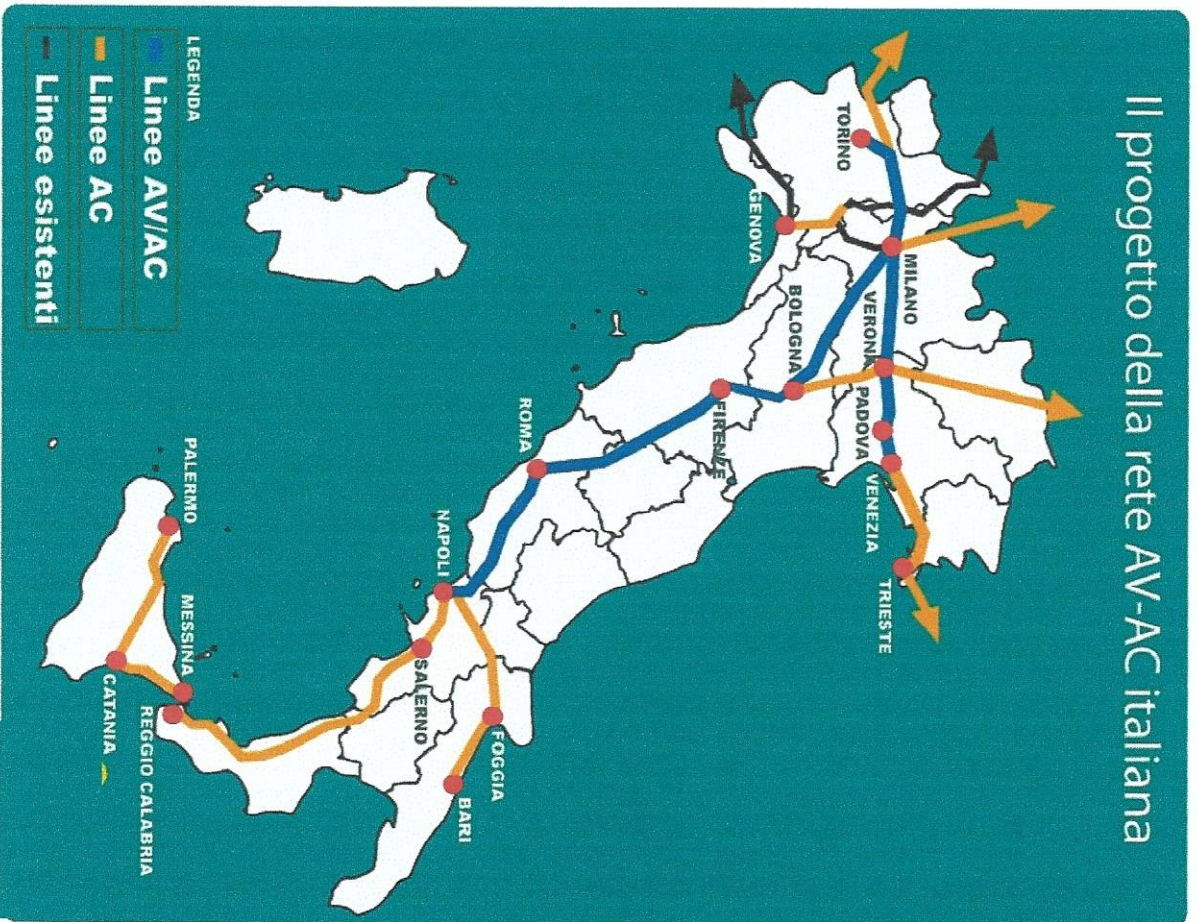 Il progetto della rete AV-AC italiana
TORINO
MILANO
VERONA
PADOVA
VENEZIA
TRIESTE
GENOVA
BOLOGNA
FIRENZE
ROMA
NAPOLI
SALERNO
FOGGIA
BARI
PALERMO
MESSINA
CATANIA
REGGIO CALABRIA
LEGENDA
Linee AV/AC
Linee AC
Linee esistenti